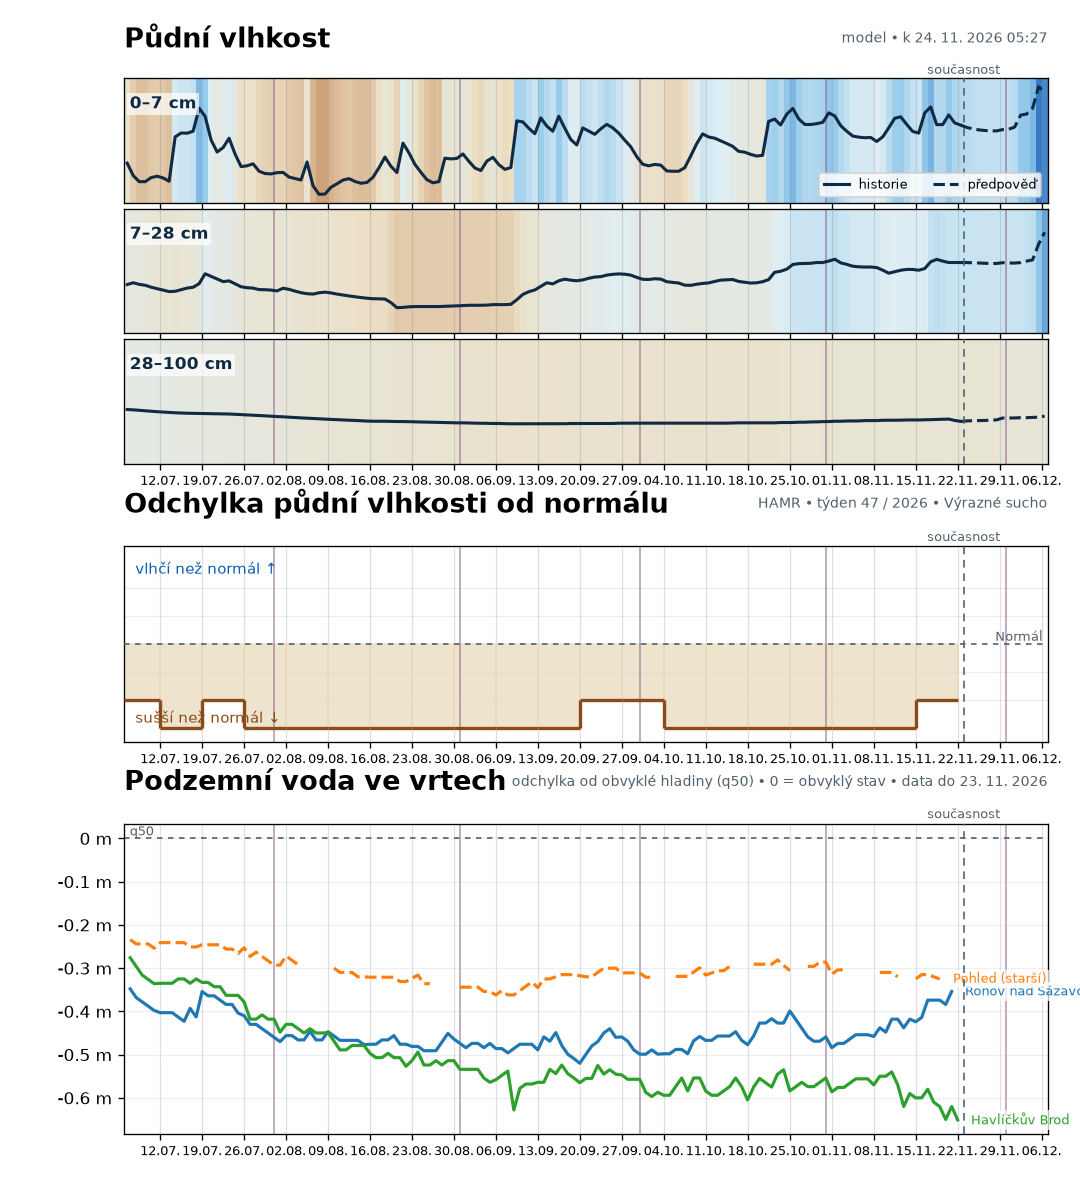 Půdní vlhkost
model • k 24. 11. 2026 05:27
současnost
0–7 cm
historie
předpověď
7–28 cm
28–100 cm
12.07. 19.07. 26.07. 02.08. 09.08. 16.08. 23.08. 30.08. 06.09. 13.09. 20.09. 27.09. 04.10. 11.10. 18.10. 25.10. 01.11. 08.11. 15.11. 22.11. 29.11. 06.12.
Odchylka půdní vlhkosti od normálu
HAMR • týden 47 / 2026 • Výrazné sucho
současnost
vlhčí než normál ↑
Normál
sušší než normál ↓
12.07. 19.07. 26.07. 02.08. 09.08. 16.08. 23.08. 30.08. 06.09. 13.09. 20.09. 27.09. 04.10. 11.10. 18.10. 25.10. 01.11. 08.11. 15.11. 22.11. 29.11. 06.12.
Podzemní voda ve vrtech
odchylka od obvyklé hladiny (q50) • 0 = obvyklý stav • data do 23. 11. 2026
současnost
q50
0 m
-0.1 m
-0.2 m
-0.3 m
Pohled (starší)
Ronov nad Sázavo
-0.4 m
-0.5 m
-0.6 m
Havlíčkův Brod
12.07. 19.07. 26.07. 02.08. 09.08. 16.08. 23.08. 30.08. 06.09. 13.09. 20.09. 27.09. 04.10. 11.10. 18.10. 25.10. 01.11. 08.11. 15.11. 22.11. 29.11. 06.12.